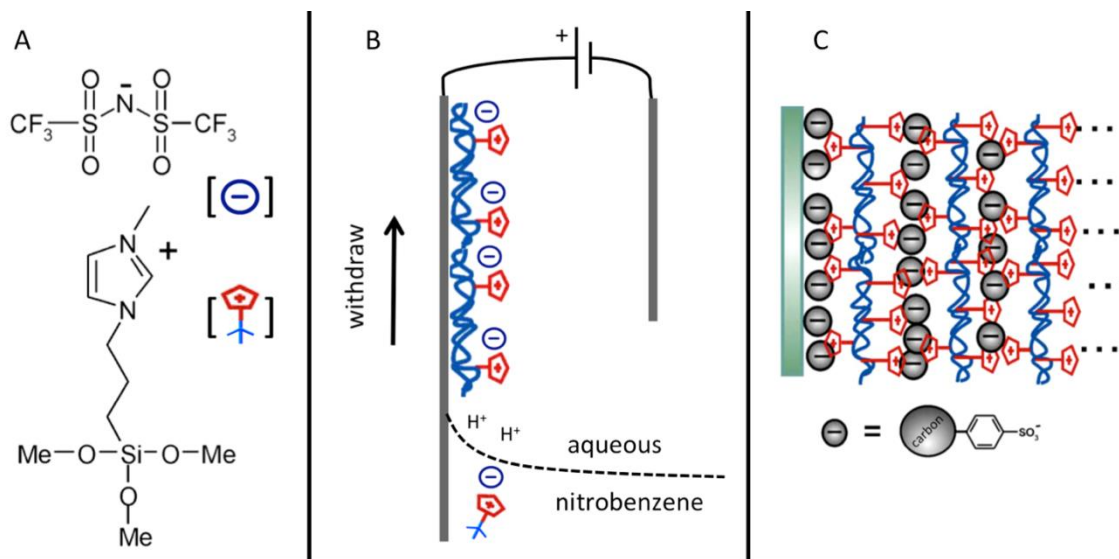 A
O O
− N −
CF₃ S S CF₃
O O
[−]
N +
N
[+]
Me O Si O Me
O
Me
B
+
−
+
−
+
withdraw
−
+
−
+
H⁺ H⁺
aqueous
−
nitrobenzene
+
C
− = carbon SO₃⁻